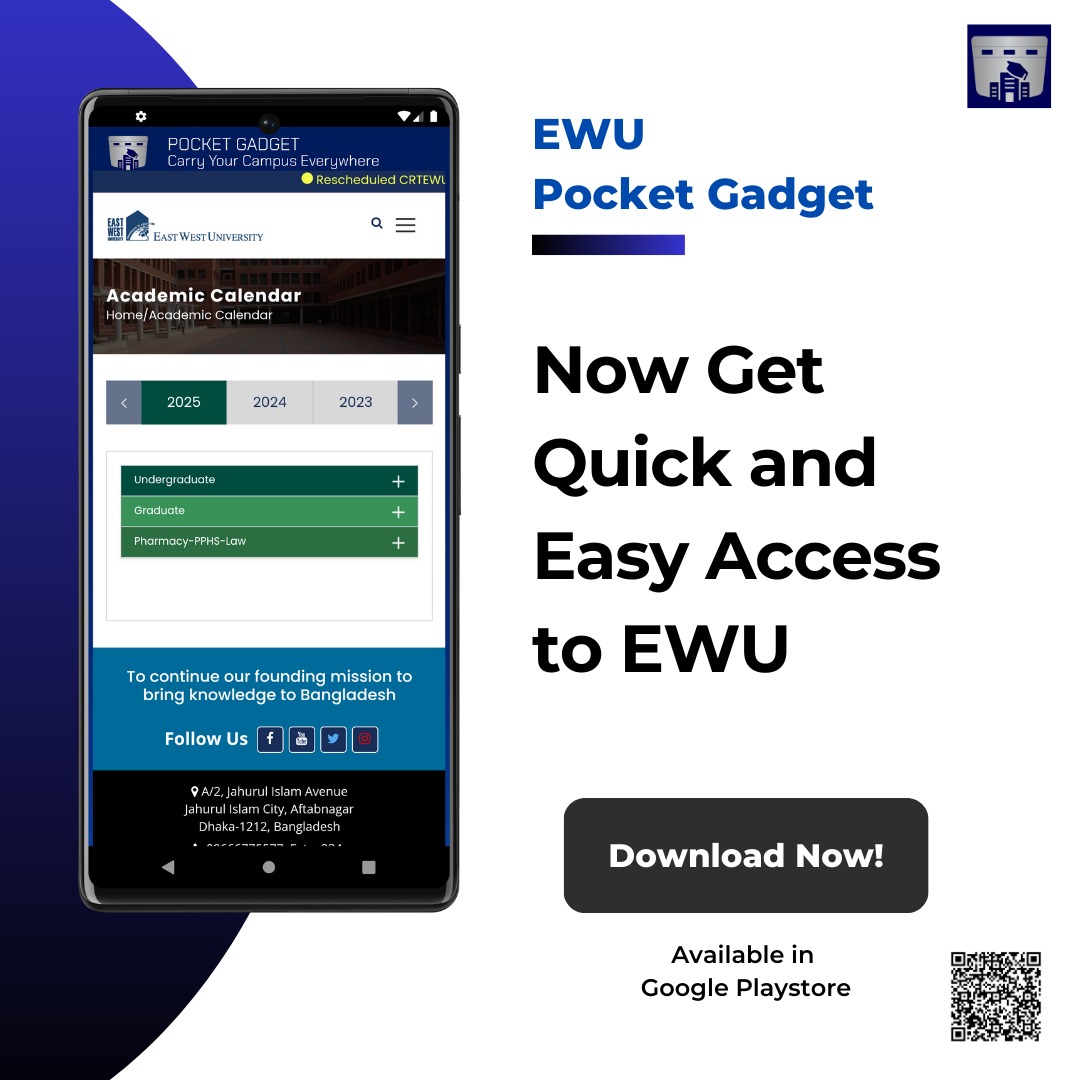 POCKET GADGET
Carry Your Campus Everywhere
Rescheduled CRTEWU
EAST
WEST
UNIVERSITY
EAST WEST UNIVERSITY
Academic Calendar
Home/Academic Calendar
2025 2024 2023
Undergraduate
Graduate
Pharmacy-PPHS-Law
To continue our founding mission to
bring knowledge to Bangladesh
Follow Us
A/2, Jahurul Islam Avenue
Jahurul Islam City, Aftabnagar
Dhaka-1212, Bangladesh
EWU
Pocket Gadget
Now Get
Quick and
Easy Access
to EWU
Download Now!
Available in
Google Playstore